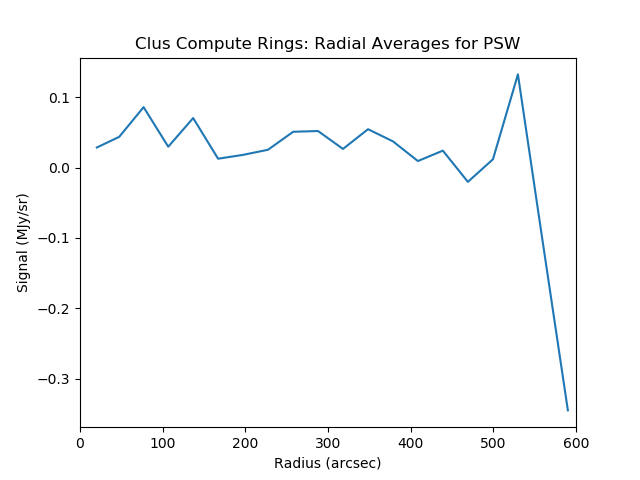 Clus Compute Rings: Radial Averages for PSW
0.1
0.0
−0.1
−0.2
−0.3
Signal (MJy/sr)
0 100 200 300 400 500 600
Radius (arcsec)